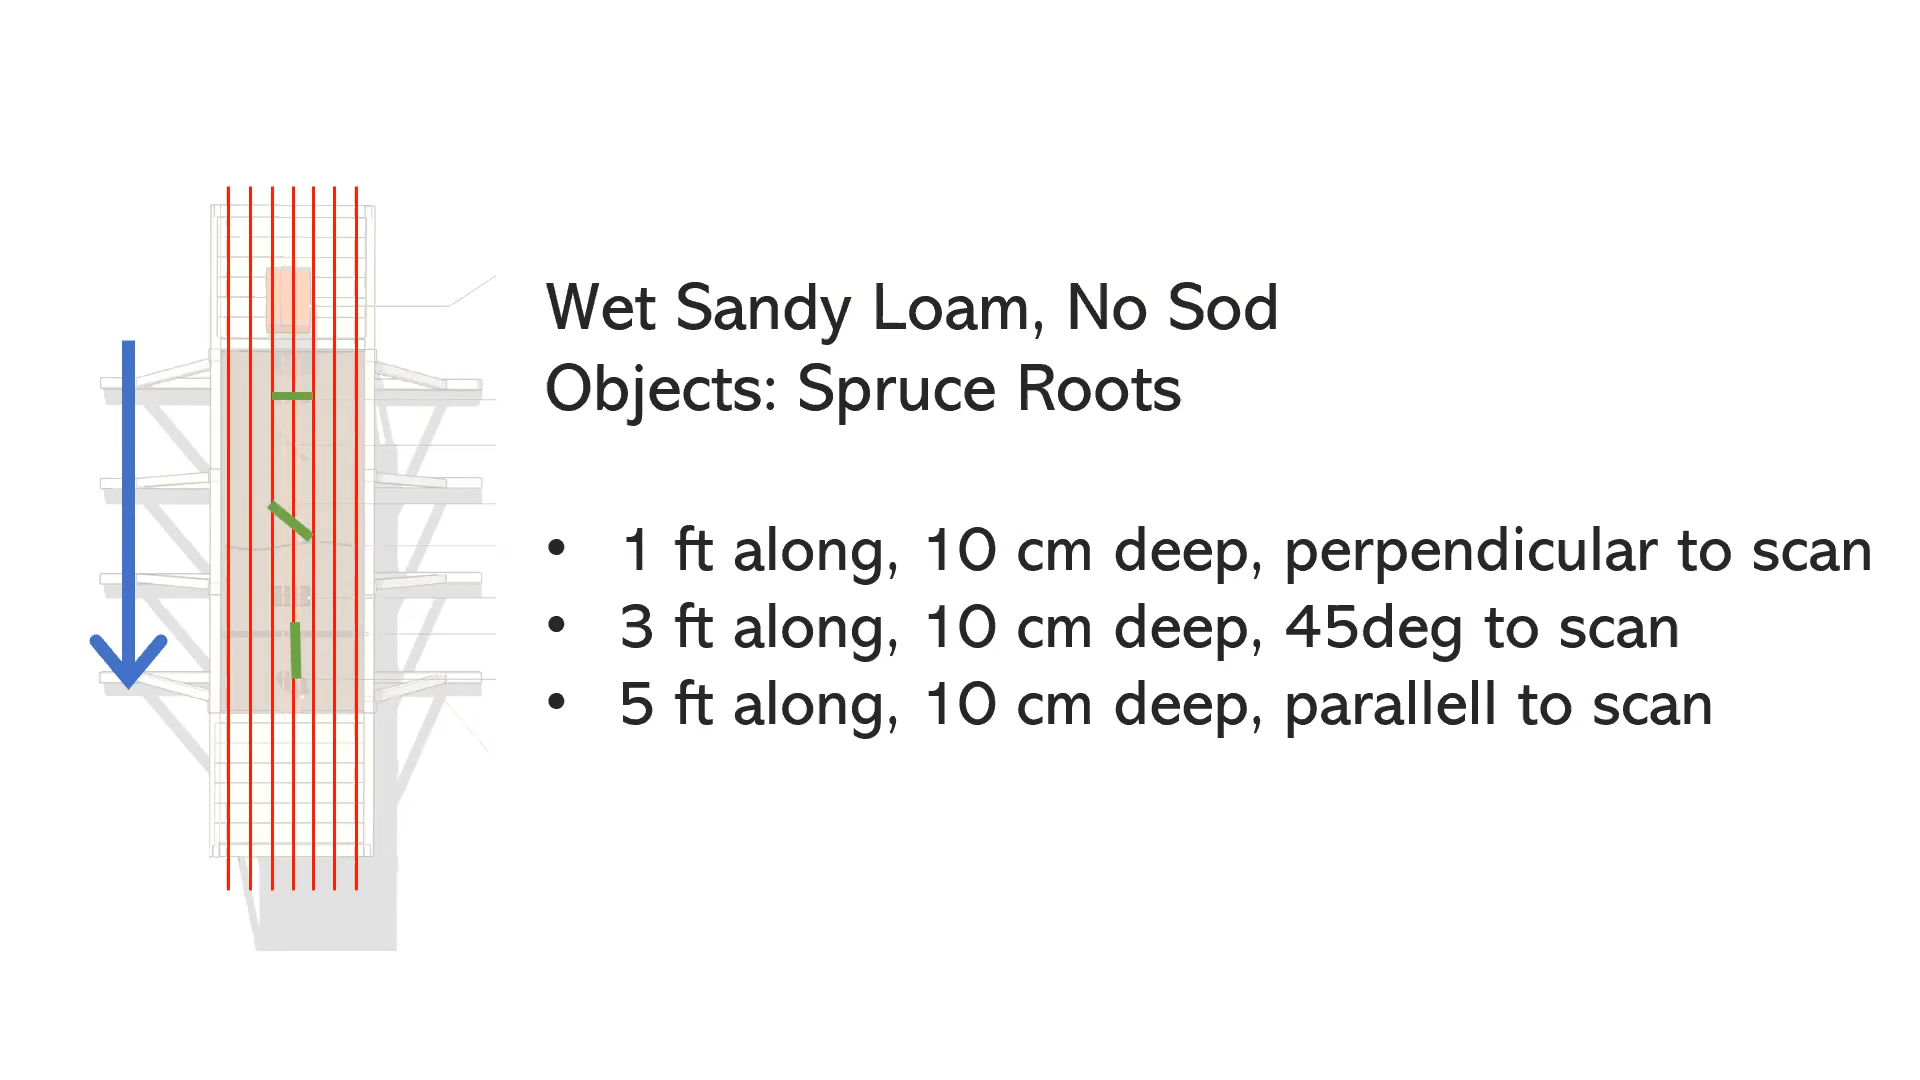 Wet Sandy Loam, No Sod
Objects: Spruce Roots
• 1 ft along, 10 cm deep, perpendicular to scan
• 3 ft along, 10 cm deep, 45deg to scan
• 5 ft along, 10 cm deep, parallell to scan